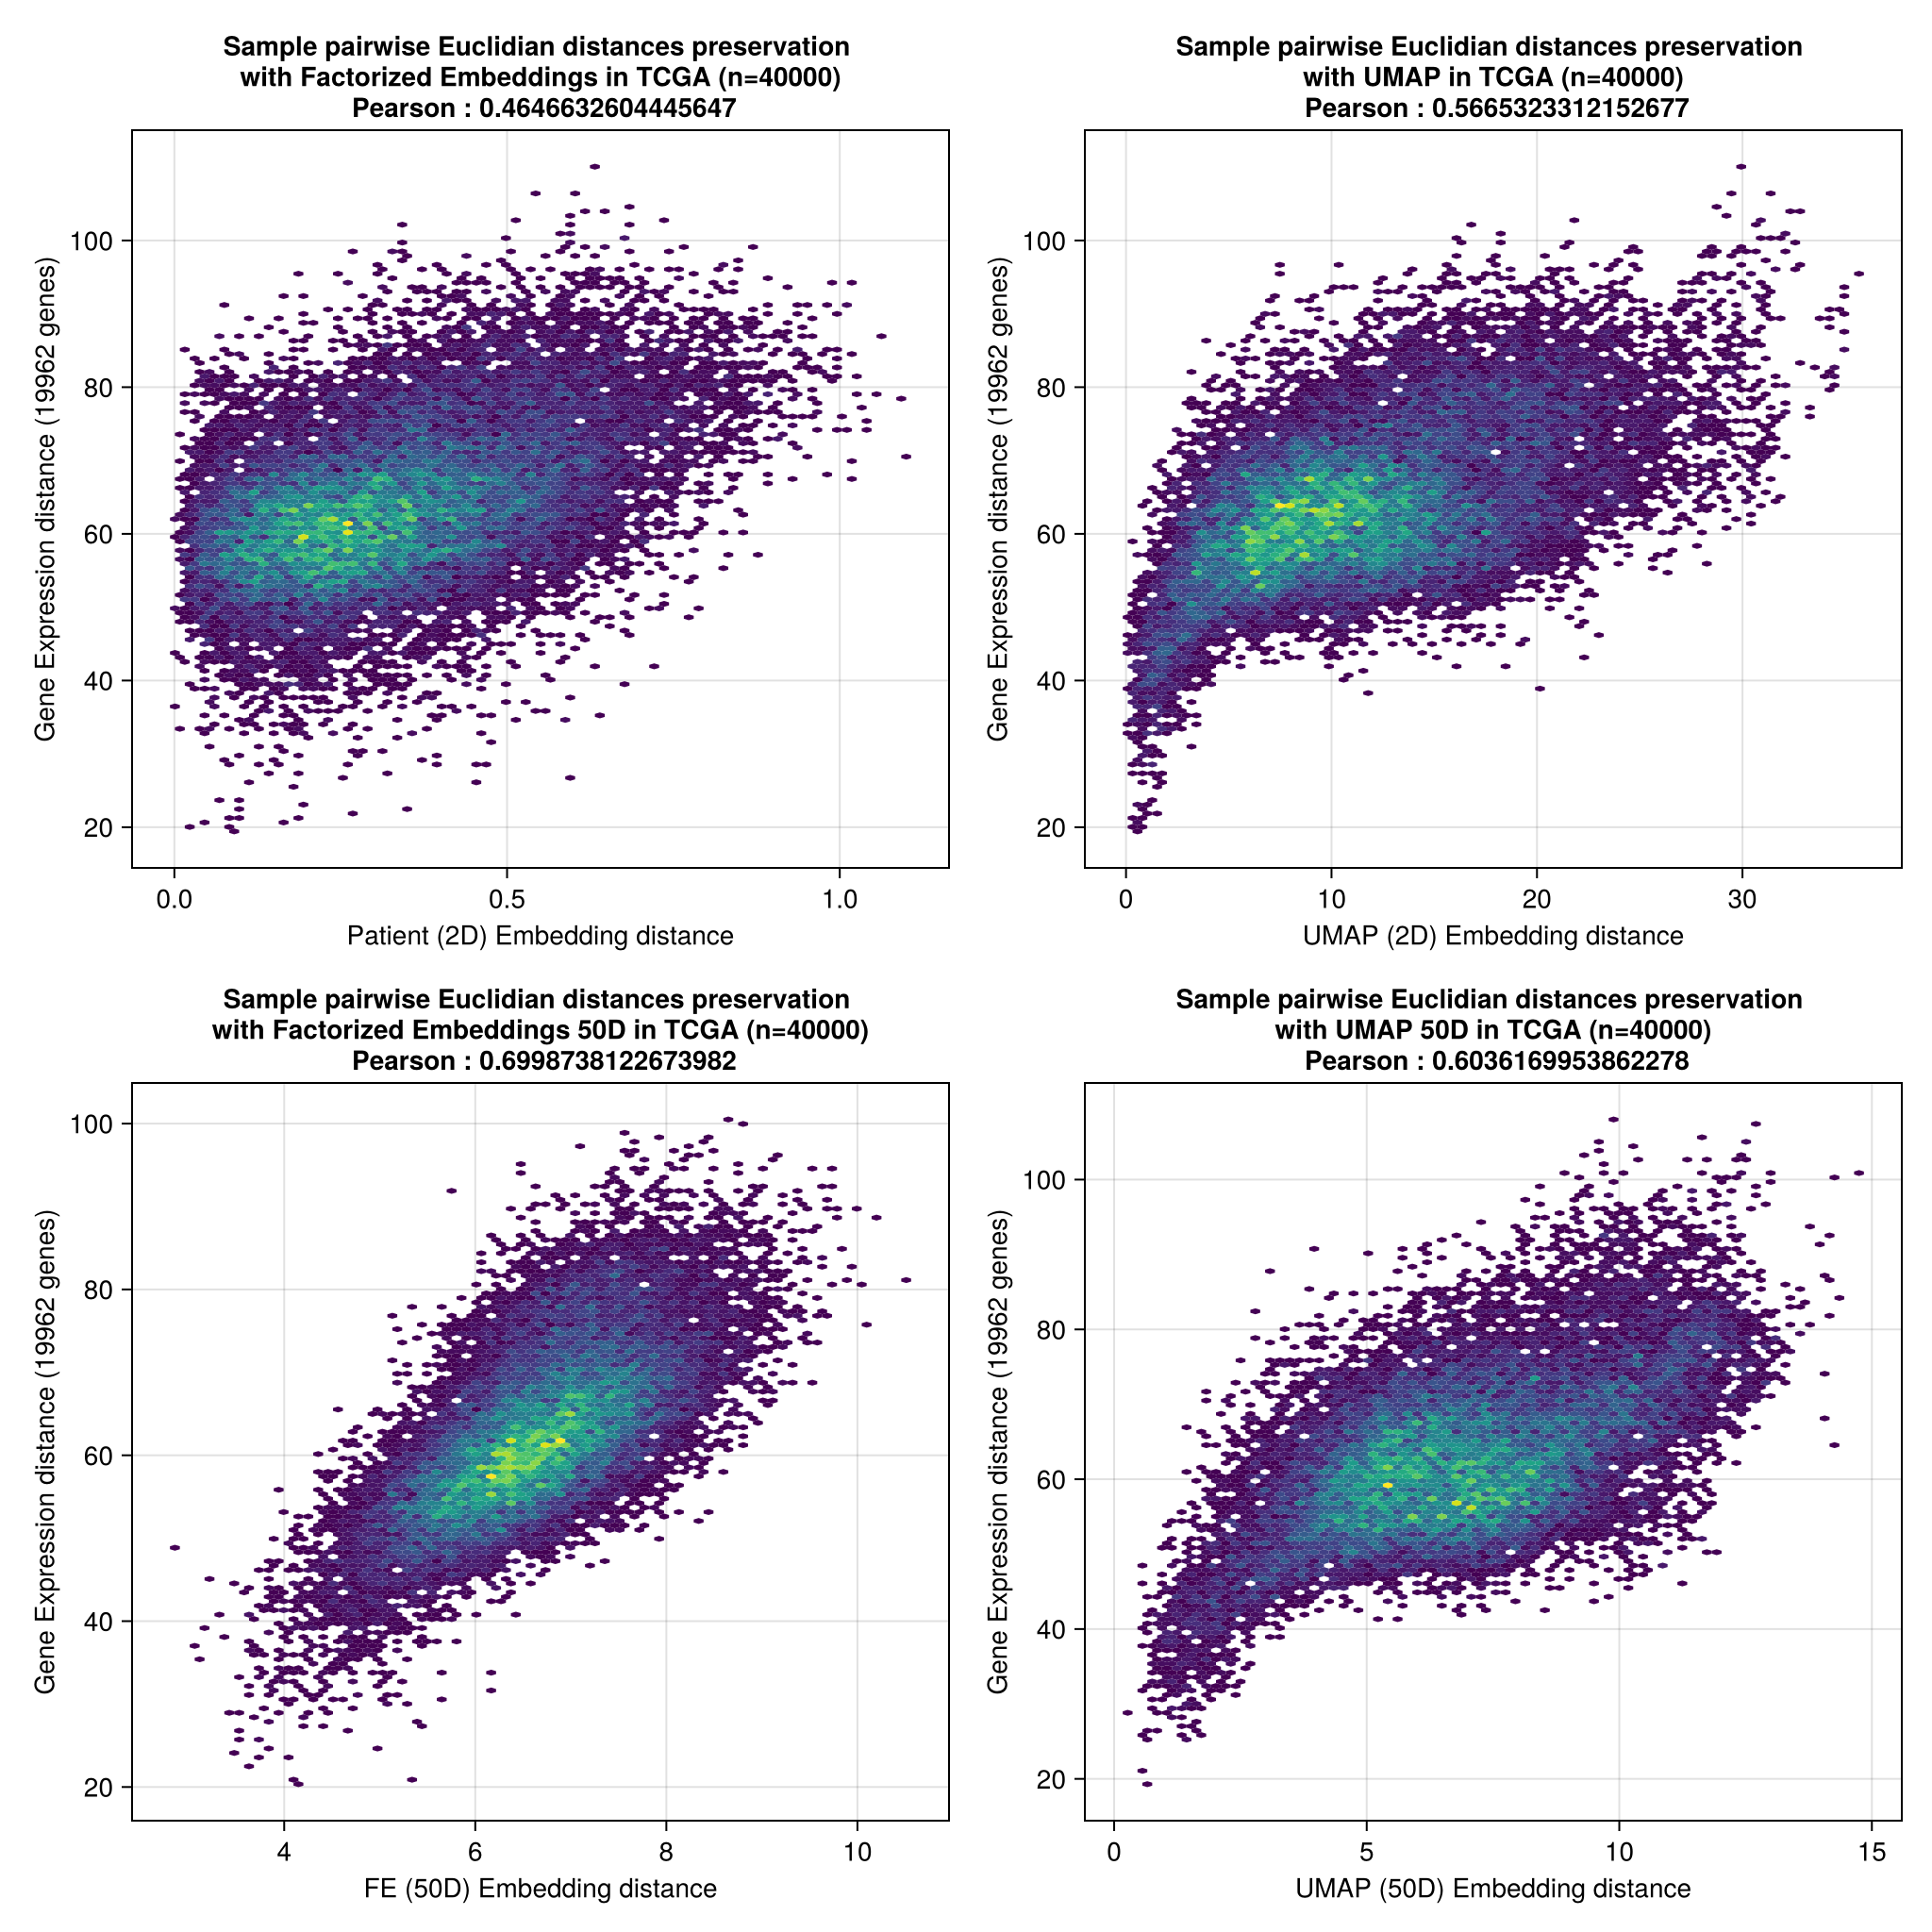 Sample pairwise Euclidian distances preservation
with Factorized Embeddings in TCGA (n=40000)
Pearson : 0.4646632604445647
Gene Expression distance (19962 genes)
100
80
60
40
20
0.0 0.5 1.0
Patient (2D) Embedding distance
Sample pairwise Euclidian distances preservation
with UMAP in TCGA (n=40000)
Pearson : 0.5665323312152677
Gene Expression distance (19962 genes)
100
80
60
40
20
0 10 20 30
UMAP (2D) Embedding distance
Sample pairwise Euclidian distances preservation
with Factorized Embeddings 50D in TCGA (n=40000)
Pearson : 0.6998738122673982
Gene Expression distance (19962 genes)
100
80
60
40
20
4 6 8 10
FE (50D) Embedding distance
Sample pairwise Euclidian distances preservation
with UMAP 50D in TCGA (n=40000)
Pearson : 0.6036169953862278
Gene Expression distance (19962 genes)
100
80
60
40
20
0 5 10 15
UMAP (50D) Embedding distance